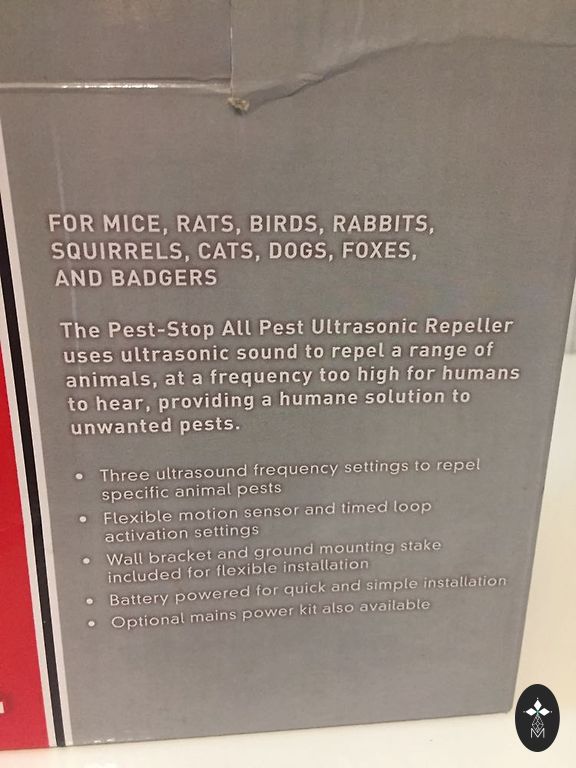 FOR MICE, RATS, BIRDS, RABBITS,
SQUIRRELS, CATS, DOGS, FOXES,
AND BADGERS
The Pest-Stop All Pest Ultrasonic Repeller
uses ultrasonic sound to repel a range of
animals, at a frequency too high for humans
to hear, providing a humane solution to
unwanted pests.
• Three ultrasound frequency settings to repel
specific animal pests
• Flexible motion sensor and timed loop
activation settings
• Wall bracket and ground mounting stake
included for flexible installation
• Battery powered for quick and simple installation
• Optional mains power kit also available
M